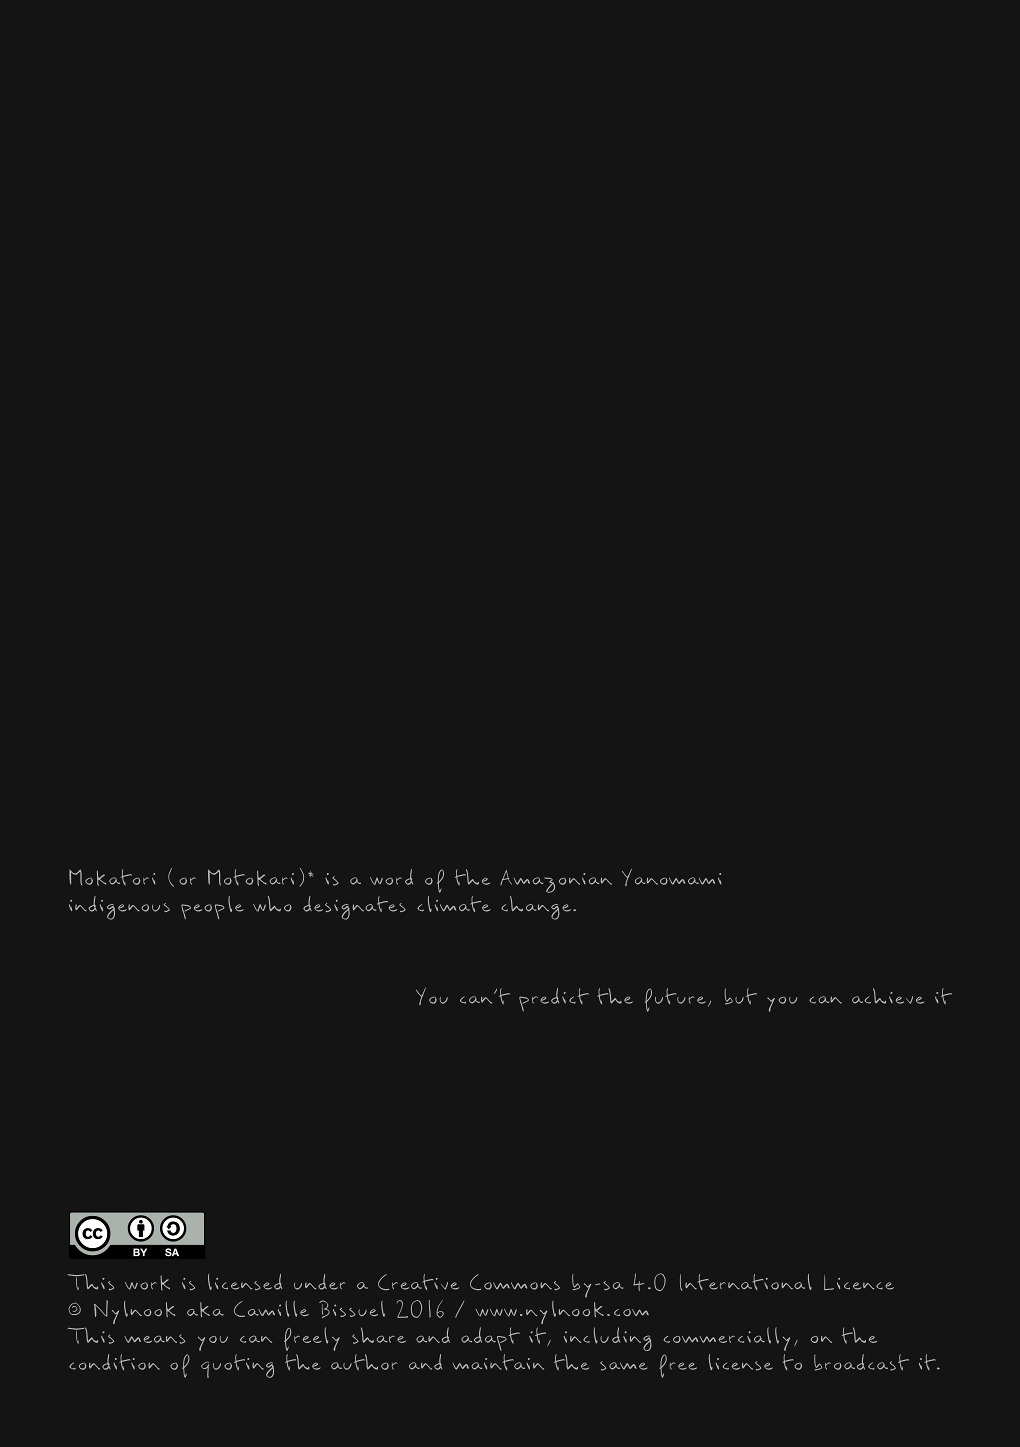 Mokatori (or Motokari)* is a word of the Amazonian Yanomami
indigenous people who designates climate change.
You can't predict the future, but you can achieve it
cc BY SA
This work is licensed under a Creative Commons by-sa 4.0 International Licence
© Nylnook aka Camille Bissuel 2016 / www.nylnook.com
This means you can freely share and adapt it, including commercially, on the
condition of quoting the author and maintain the same free license to broadcast it.